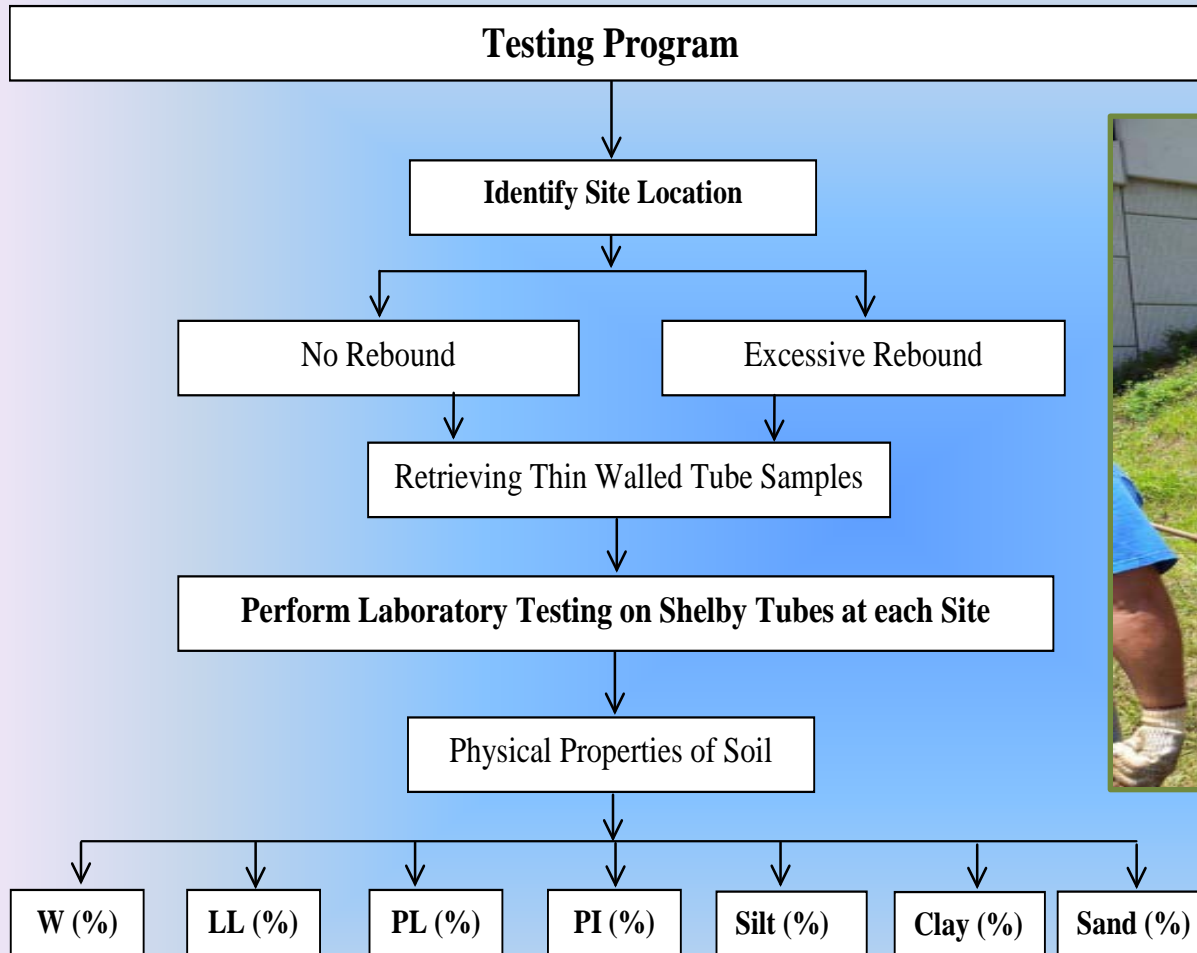 Testing Program
Identify Site Location
No Rebound
Excessive Rebound
Retrieving Thin Walled Tube Samples
Perform Laboratory Testing on Shelby Tubes at each Site
Physical Properties of Soil
W (%)
LL (%)
PL (%)
PI (%)
Silt (%)
Clay (%)
Sand (%)